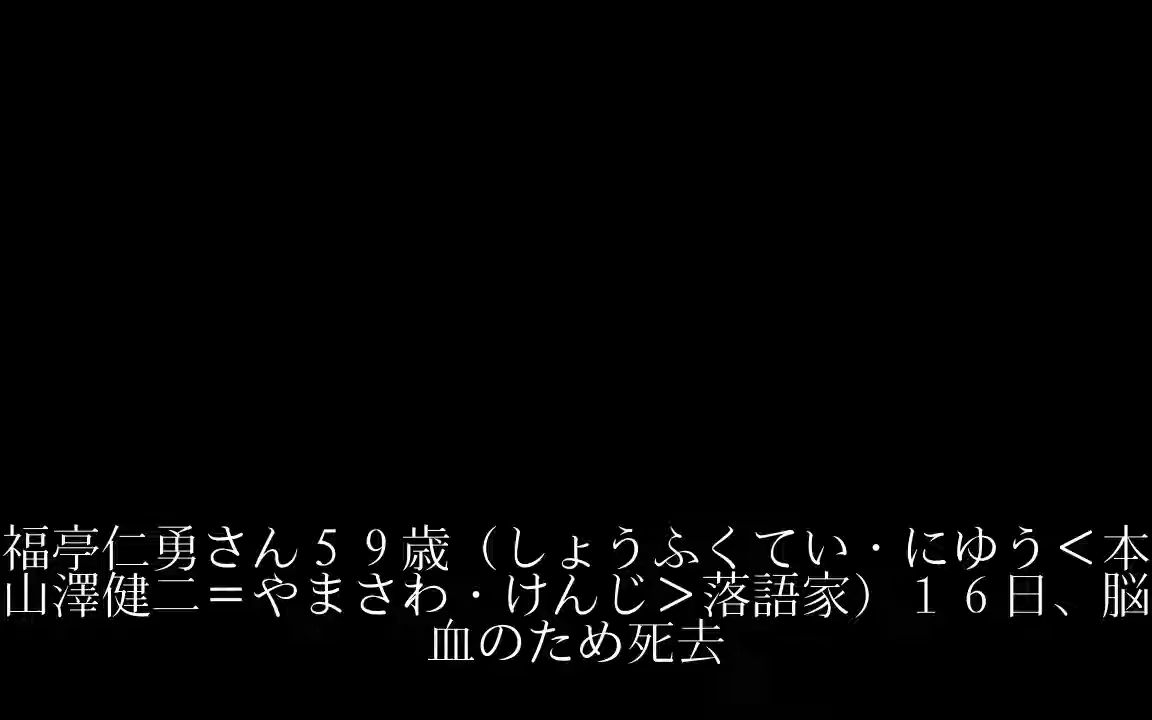 福亭仁勇さん５９歳（しょうふくてい・にゆう＜本
山澤健二＝やまさわ・けんじ＞落語家）１６日、脳
血のため死去